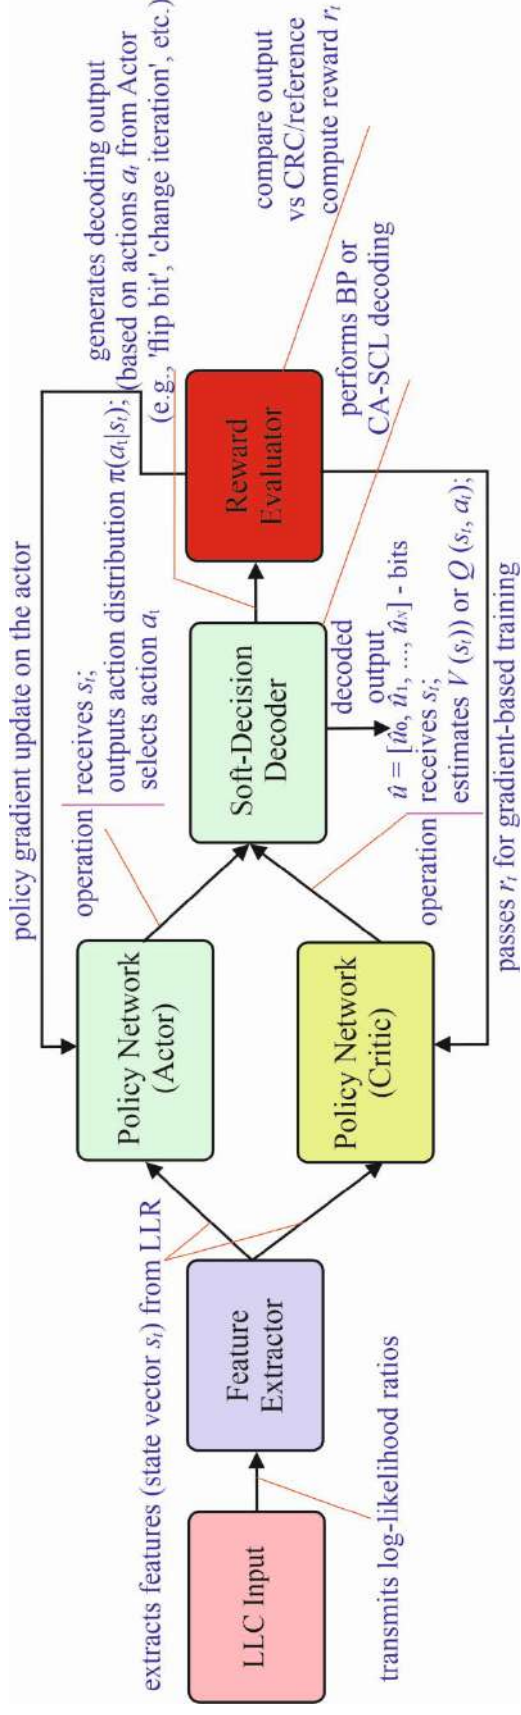 policy gradient update on the actor
generates decoding output
(based on actions aₜ from Actor
(e.g., 'flip bit', 'change iteration', etc.)
operation
receives sₜ;
outputs action distribution π(aₜ|sₜ);
selects action aₜ
extracts features (state vector sₜ) from LLR
Policy Network
(Actor)
LLC Input
Feature
Extractor
Soft-Decision
Decoder
Reward
Evaluator
compare output
vs CRC/reference
compute reward rₜ
performs BP or
CA-SCL decoding
decoded
output
û = [û₀, û₁, ..., û_N] - bits
Policy Network
(Critic)
transmits log-likelihood ratios
operation
receives sₜ;
estimates V (sₜ)) or Q (sₜ, aₜ);
passes rₜ for gradient-based training